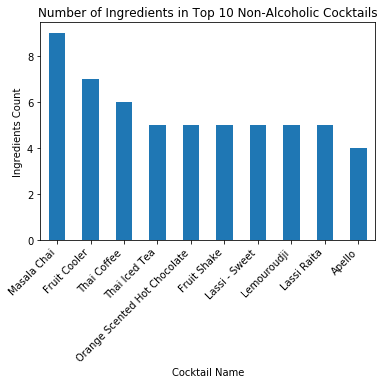 Number of Ingredients in Top 10 Non-Alcoholic Cocktails
Ingredients Count
8
6
4
2
0
Masala Chai
Fruit Cooler
Thai Coffee
Thai Iced Tea
Orange Scented Hot Chocolate
Fruit Shake
Lassi - Sweet
Lemouroudji
Lassi Raita
Apello
Cocktail Name